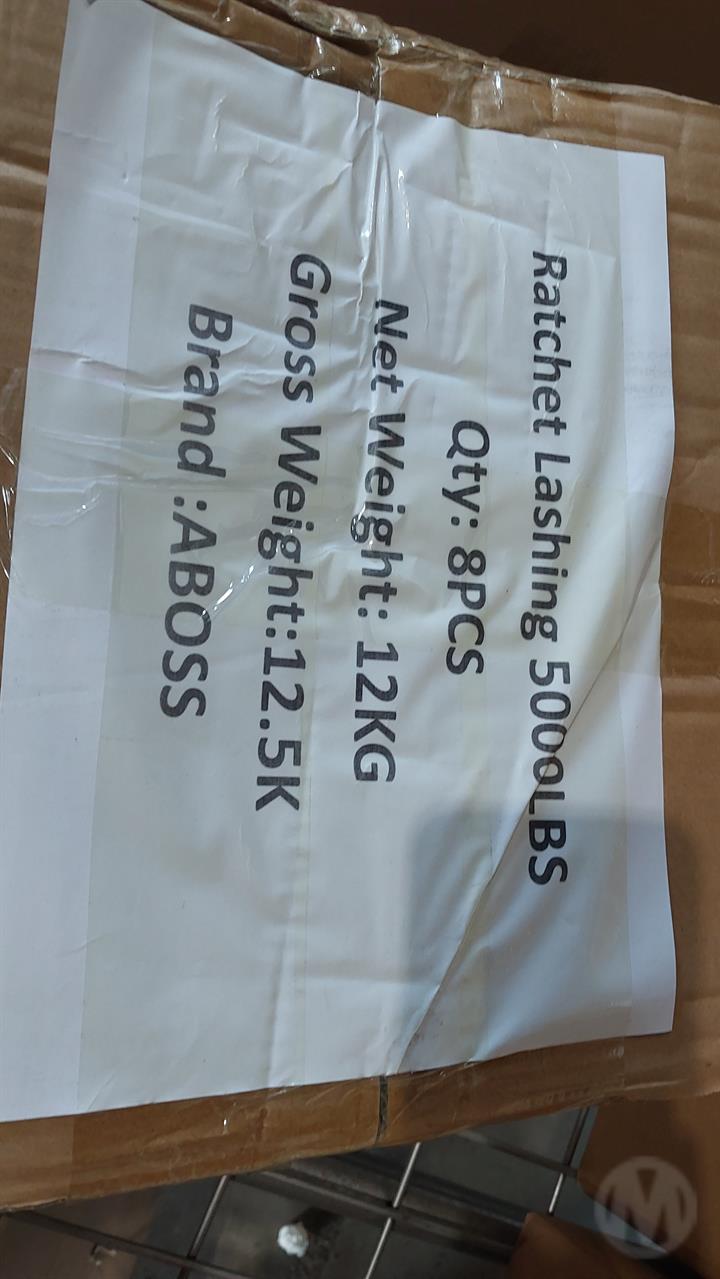 Ratchet Lashing 5000LBS
Qty: 8PCS
Net Weight: 12KG
Gross Weight:12.5K
Brand :ABOSS
M